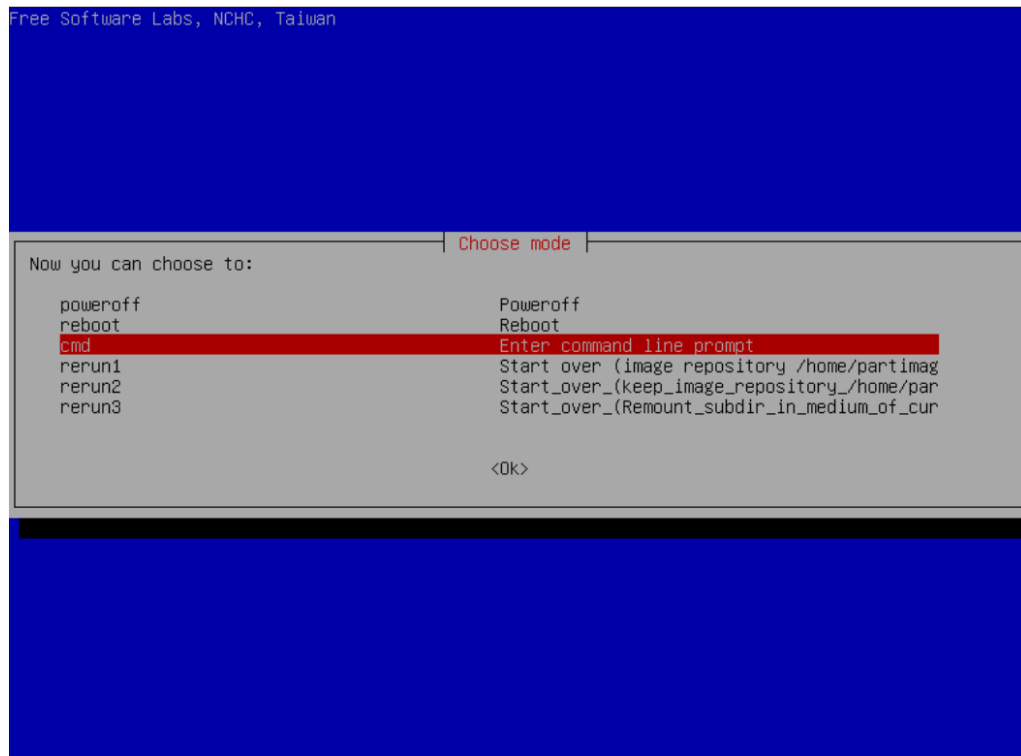 Free Software Labs, NCHC, Taiwan
Choose mode
Now you can choose to:
poweroff Poweroff
reboot Reboot
cmd Enter command line prompt
rerun1 Start over (image repository /home/partimag
rerun2 Start_over_(keep_image_repository_/home/par
rerun3 Start_over_(Remount_subdir_in_medium_of_cur
<Ok>